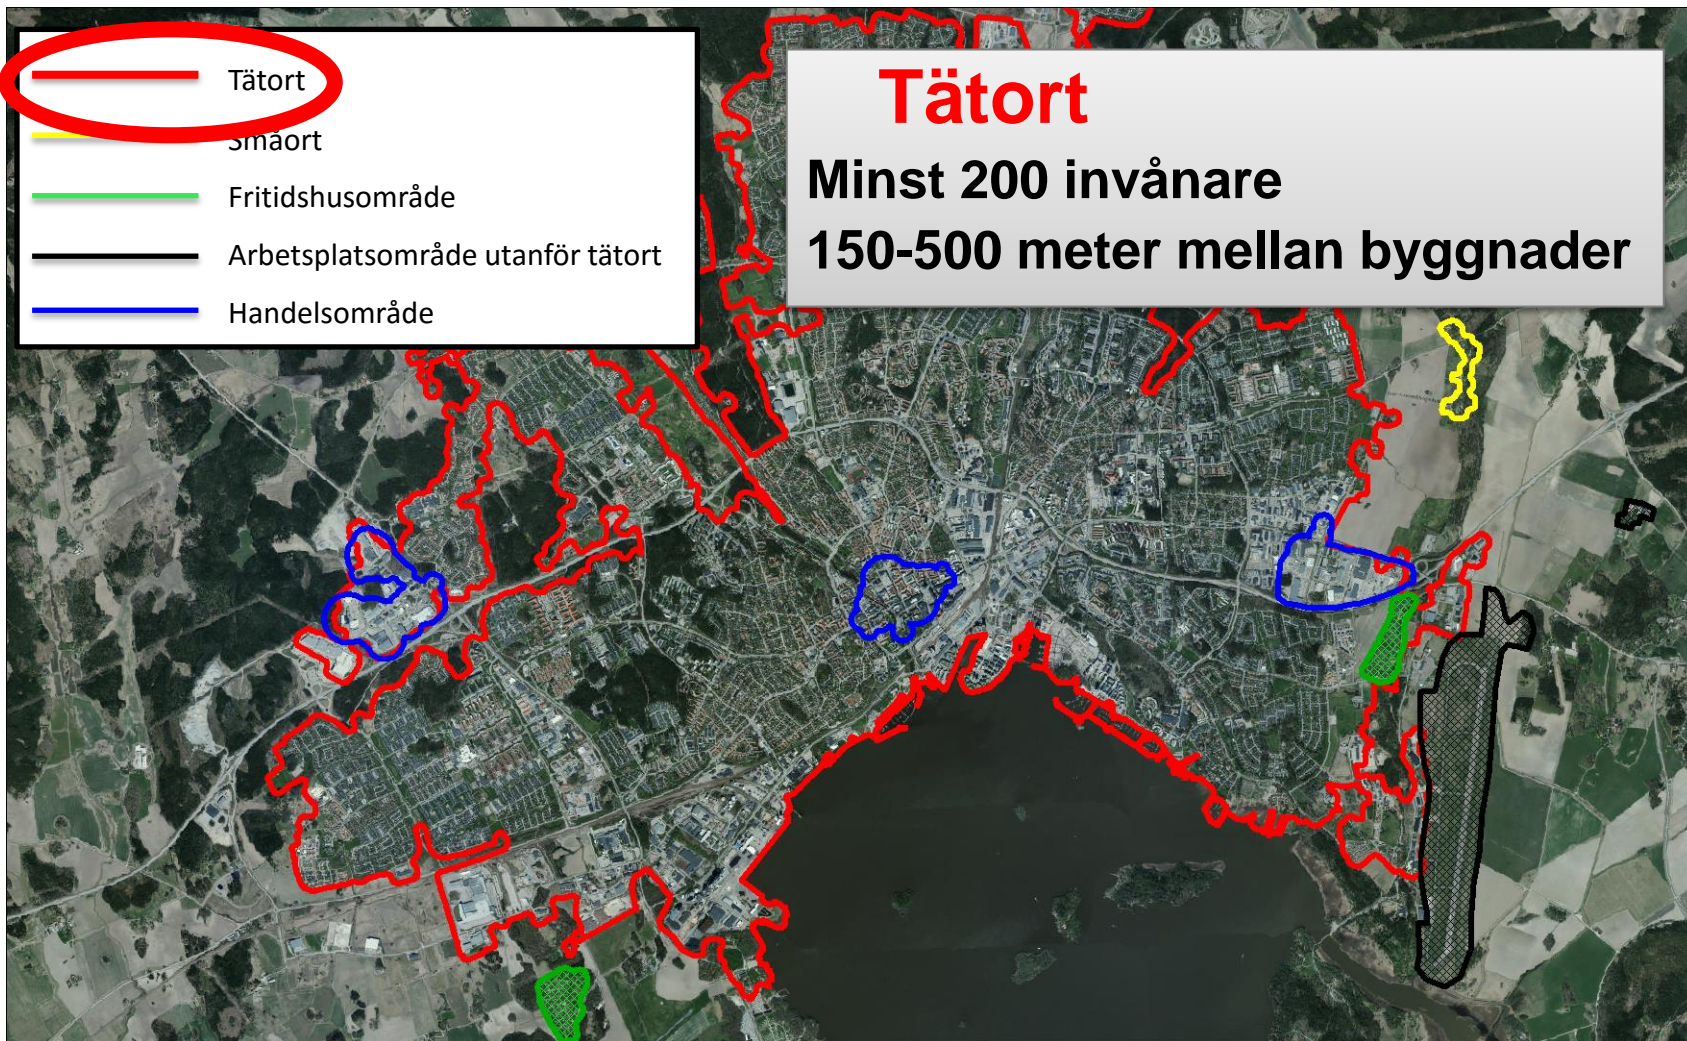 Tätort
Småort
Fritidshusområde
Arbetsplatsområde utanför tätort
Handelsområde
Tätort
Minst 200 invånare
150-500 meter mellan byggnader